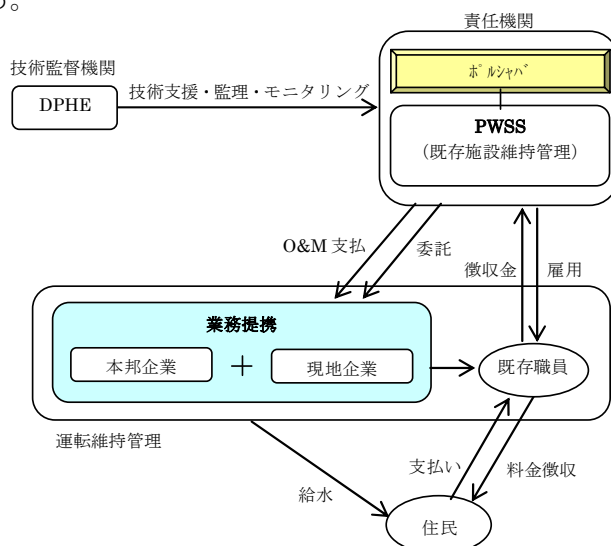 う。
責任機関
ポルシャバ
技術監督機関
DPHE
技術支援・監理・モニタリング
PWSS
（既存施設維持管理）
O&M 支払
委託
徴収金
雇用
業務提携
本邦企業
＋
現地企業
既存職員
運転維持管理
支払い
料金徴収
給水
住民